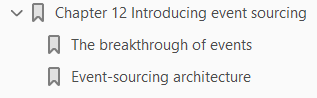 Chapter 12 Introducing event sourcing
The breakthrough of events
Event-sourcing architecture